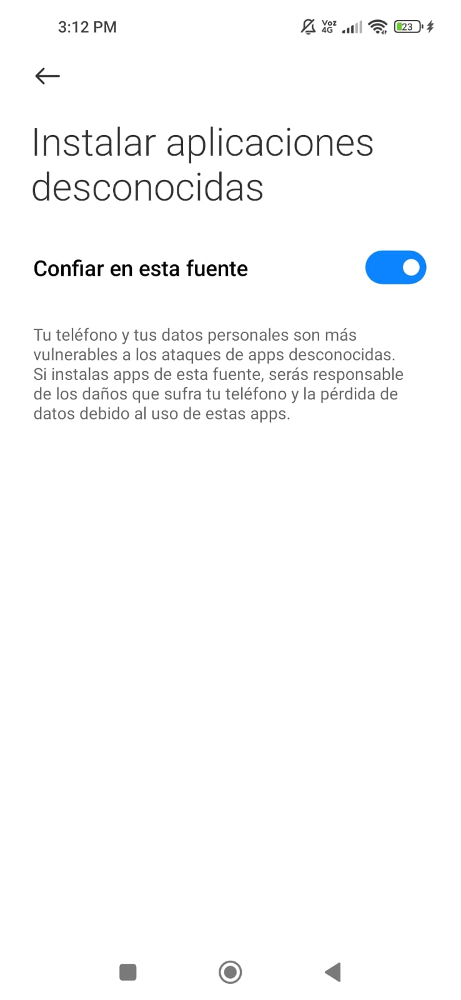 3:12 PM
Voz
4G
23
Instalar aplicaciones
desconocidas
Confiar en esta fuente
Tu teléfono y tus datos personales son más
vulnerables a los ataques de apps desconocidas.
Si instalas apps de esta fuente, serás responsable
de los daños que sufra tu teléfono y la pérdida de
datos debido al uso de estas apps.